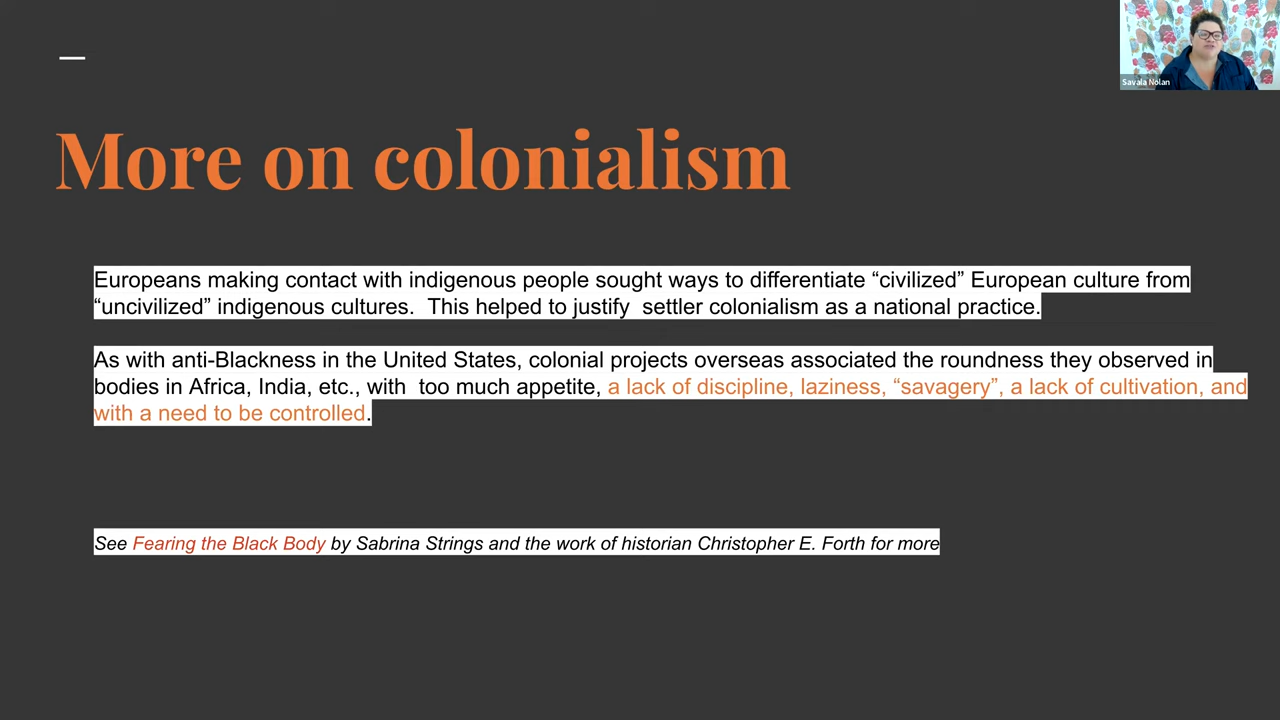 Savala Nolan
More on colonialism
Europeans making contact with indigenous people sought ways to differentiate “civilized” European culture from
“uncivilized” indigenous cultures.  This helped to justify  settler colonialism as a national practice.
As with anti-Blackness in the United States, colonial projects overseas associated the roundness they observed in
bodies in Africa, India, etc., with  too much appetite, a lack of discipline, laziness, “savagery”, a lack of cultivation, and
with a need to be controlled.
See Fearing the Black Body by Sabrina Strings and the work of historian Christopher E. Forth for more